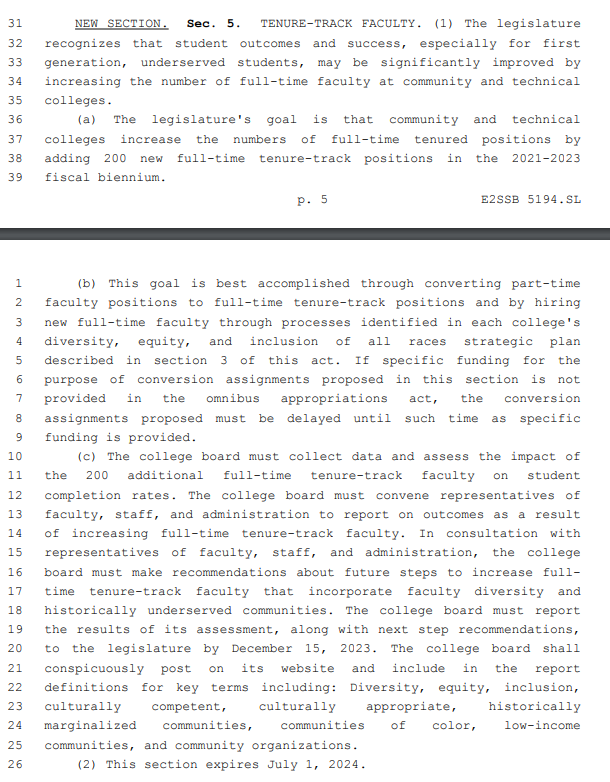 31 NEW SECTION. Sec. 5. TENURE-TRACK FACULTY. (1) The legislature
32 recognizes that student outcomes and success, especially for first
33 generation, underserved students, may be significantly improved by
34 increasing the number of full-time faculty at community and technical
35 colleges.
36 (a) The legislature's goal is that community and technical
37 colleges increase the numbers of full-time tenured positions by
38 adding 200 new full-time tenure-track positions in the 2021-2023
39 fiscal biennium.
p. 5 E2SSB 5194.SL
1 (b) This goal is best accomplished through converting part-time
2 faculty positions to full-time tenure-track positions and by hiring
3 new full-time faculty through processes identified in each college's
4 diversity, equity, and inclusion of all races strategic plan
5 described in section 3 of this act. If specific funding for the
6 purpose of conversion assignments proposed in this section is not
7 provided in the omnibus appropriations act, the conversion
8 assignments proposed must be delayed until such time as specific
9 funding is provided.
10 (c) The college board must collect data and assess the impact of
11 the 200 additional full-time tenure-track faculty on student
12 completion rates. The college board must convene representatives of
13 faculty, staff, and administration to report on outcomes as a result
14 of increasing full-time tenure-track faculty. In consultation with
15 representatives of faculty, staff, and administration, the college
16 board must make recommendations about future steps to increase full-
17 time tenure-track faculty that incorporate faculty diversity and
18 historically underserved communities. The college board must report
19 the results of its assessment, along with next step recommendations,
20 to the legislature by December 15, 2023. The college board shall
21 conspicuously post on its website and include in the report
22 definitions for key terms including: Diversity, equity, inclusion,
23 culturally competent, culturally appropriate, historically
24 marginalized communities, communities of color, low-income
25 communities, and community organizations.
26 (2) This section expires July 1, 2024.